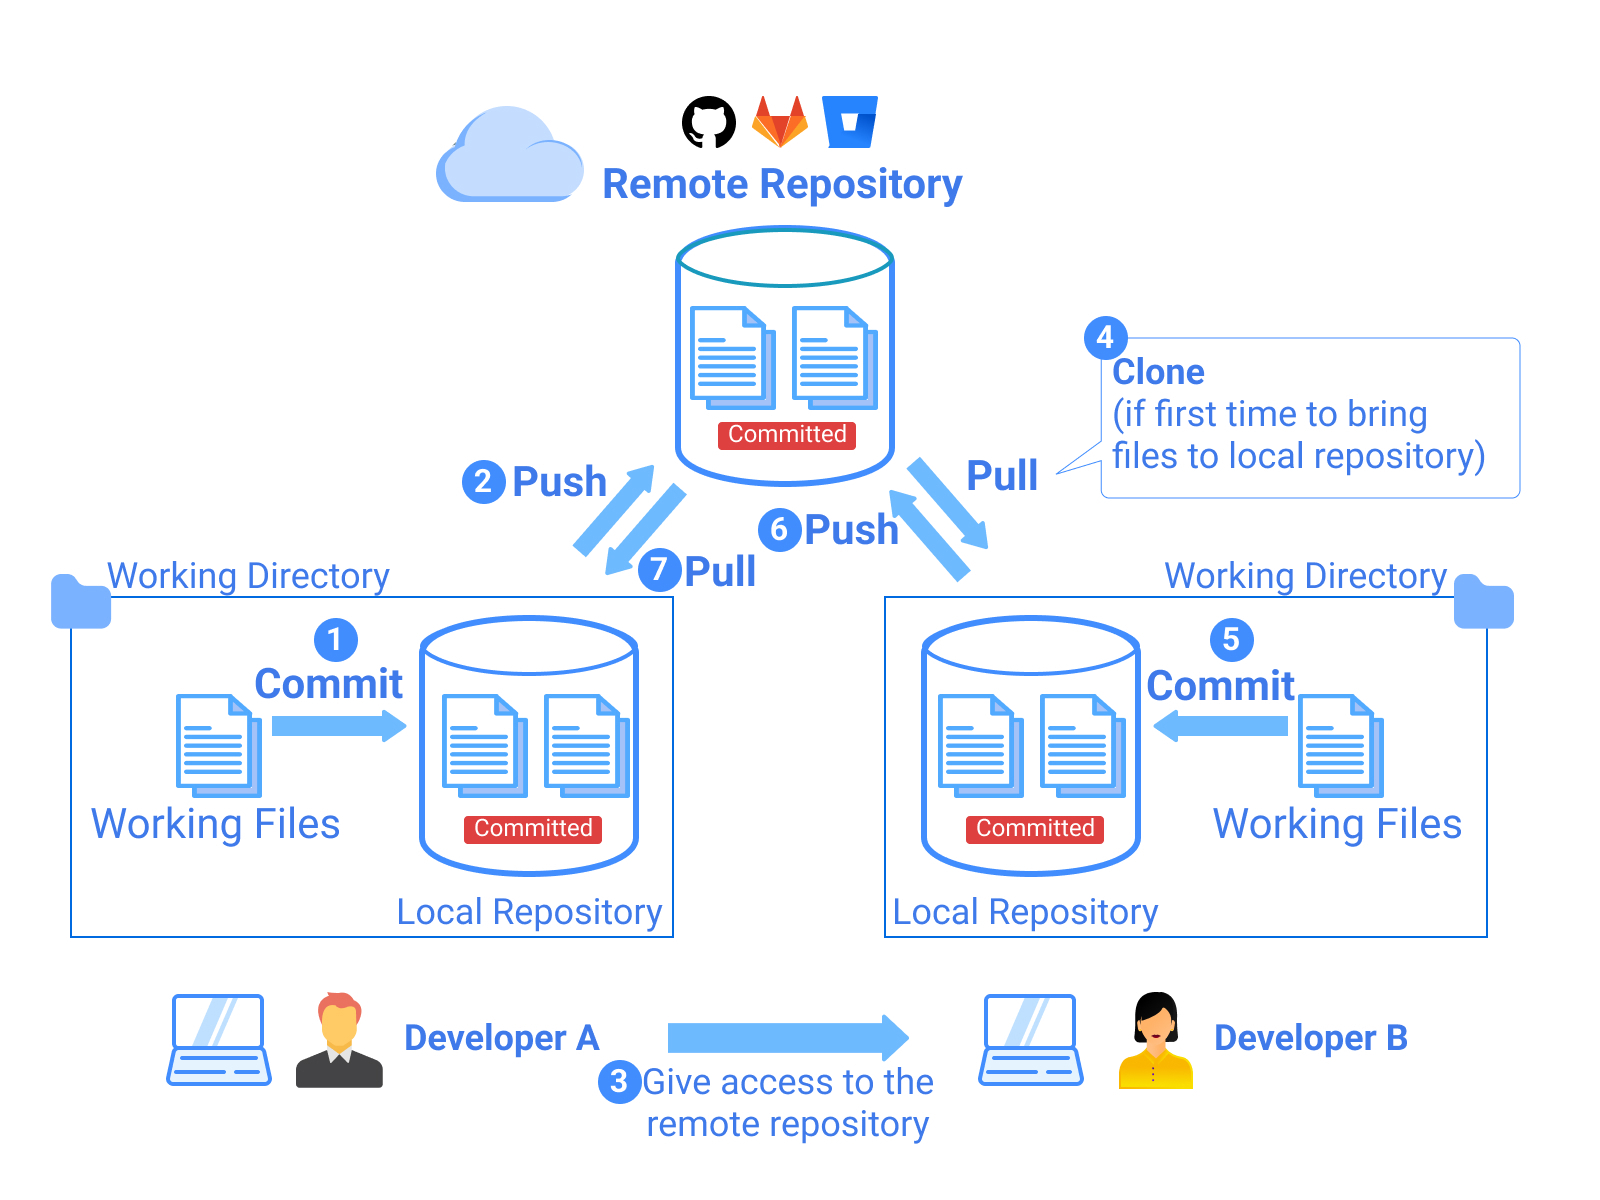 Remote Repository
Committed
4
Clone
(if first time to bring
files to local repository)
2 Push
Pull
6 Push
7 Pull
Working Directory
1
Commit
Working Files
Committed
Local Repository
Working Directory
5
Commit
Working Files
Committed
Local Repository
Developer A
3 Give access to the
remote repository
Developer B